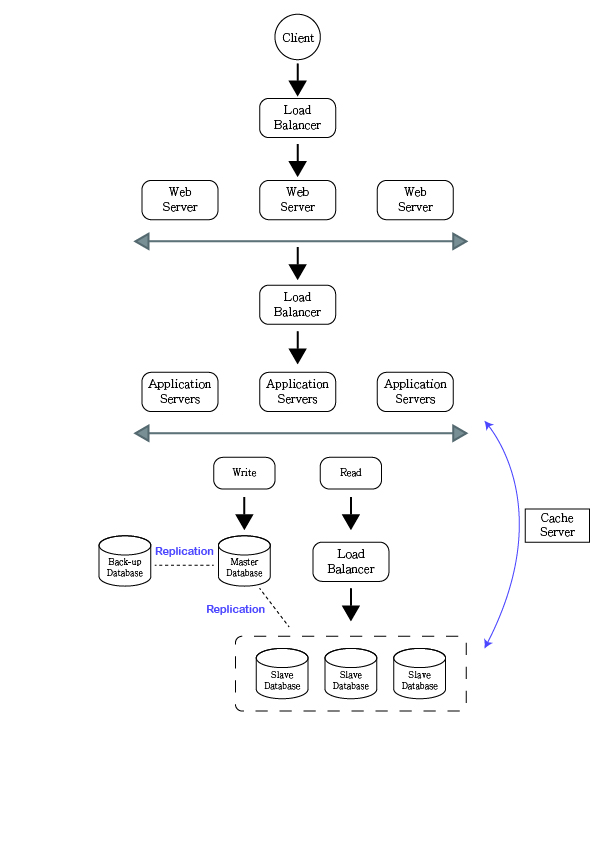 Client
Load
Balancer
Web
Server
Web
Server
Web
Server
Load
Balancer
Application
Servers
Application
Servers
Application
Servers
Write
Read
Cache
Server
Back-up
Database
Replication
Master
Database
Load
Balancer
Replication
Slave
Database
Slave
Database
Slave
Database